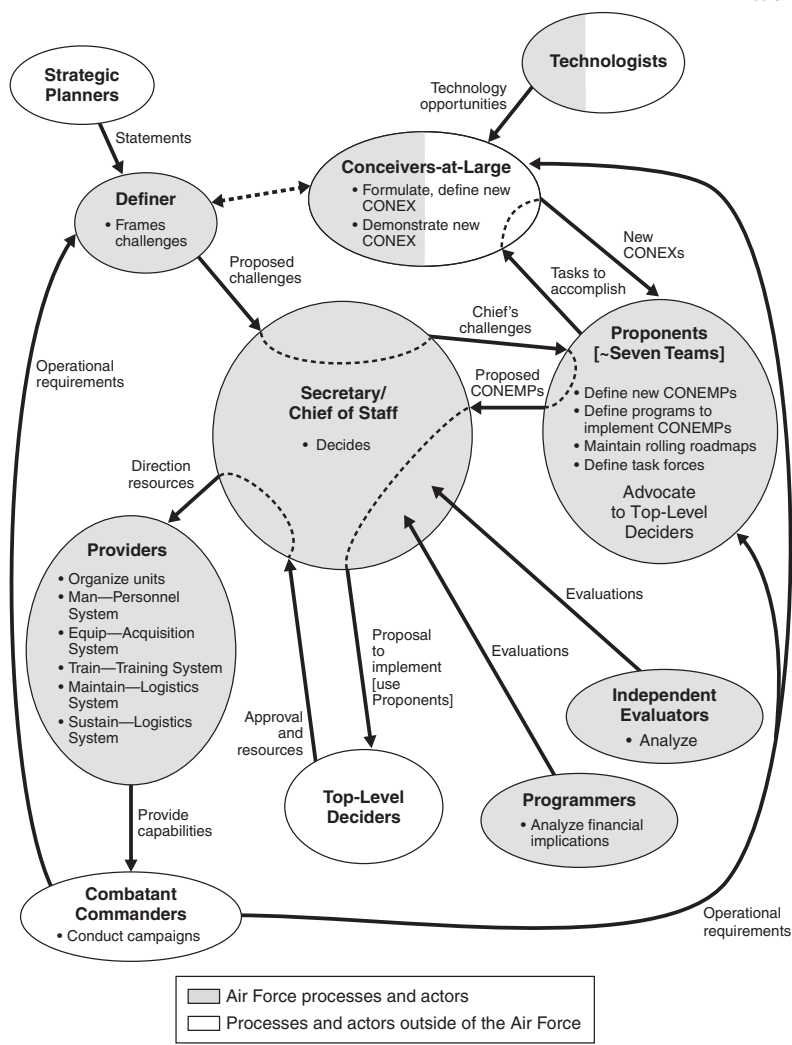 Technologists
Strategic
Planners
Technology
opportunities
Statements
Conceivers-at-Large
• Formulate, define new
CONEX
• Demonstrate new
CONEX
Definer
• Frames
challenges
New
CONEXs
Proposed
challenges
Tasks to
accomplish
Chief's
challenges
Proponents
[~Seven Teams]
• Define new CONEMPs
• Define programs to
implement CONEMPs
• Maintain rolling roadmaps
• Define task forces
Advocate
to Top-Level
Deciders
Operational
requirements
Proposed
CONEMPs
Secretary/
Chief of Staff
• Decides
Direction
resources
Providers
• Organize units
• Man—Personnel
System
• Equip—Acquisition
System
• Train—Training System
• Maintain—Logistics
System
• Sustain—Logistics
System
Evaluations
Proposal
to
implement
[use
Proponents]
Evaluations
Approval
and
resources
Independent
Evaluators
• Analyze
Top-Level
Deciders
Programmers
• Analyze financial
implications
Provide
capabilities
Combatant
Commanders
• Conduct campaigns
Operational
requirements
Air Force processes and actors
Processes and actors outside of the Air Force